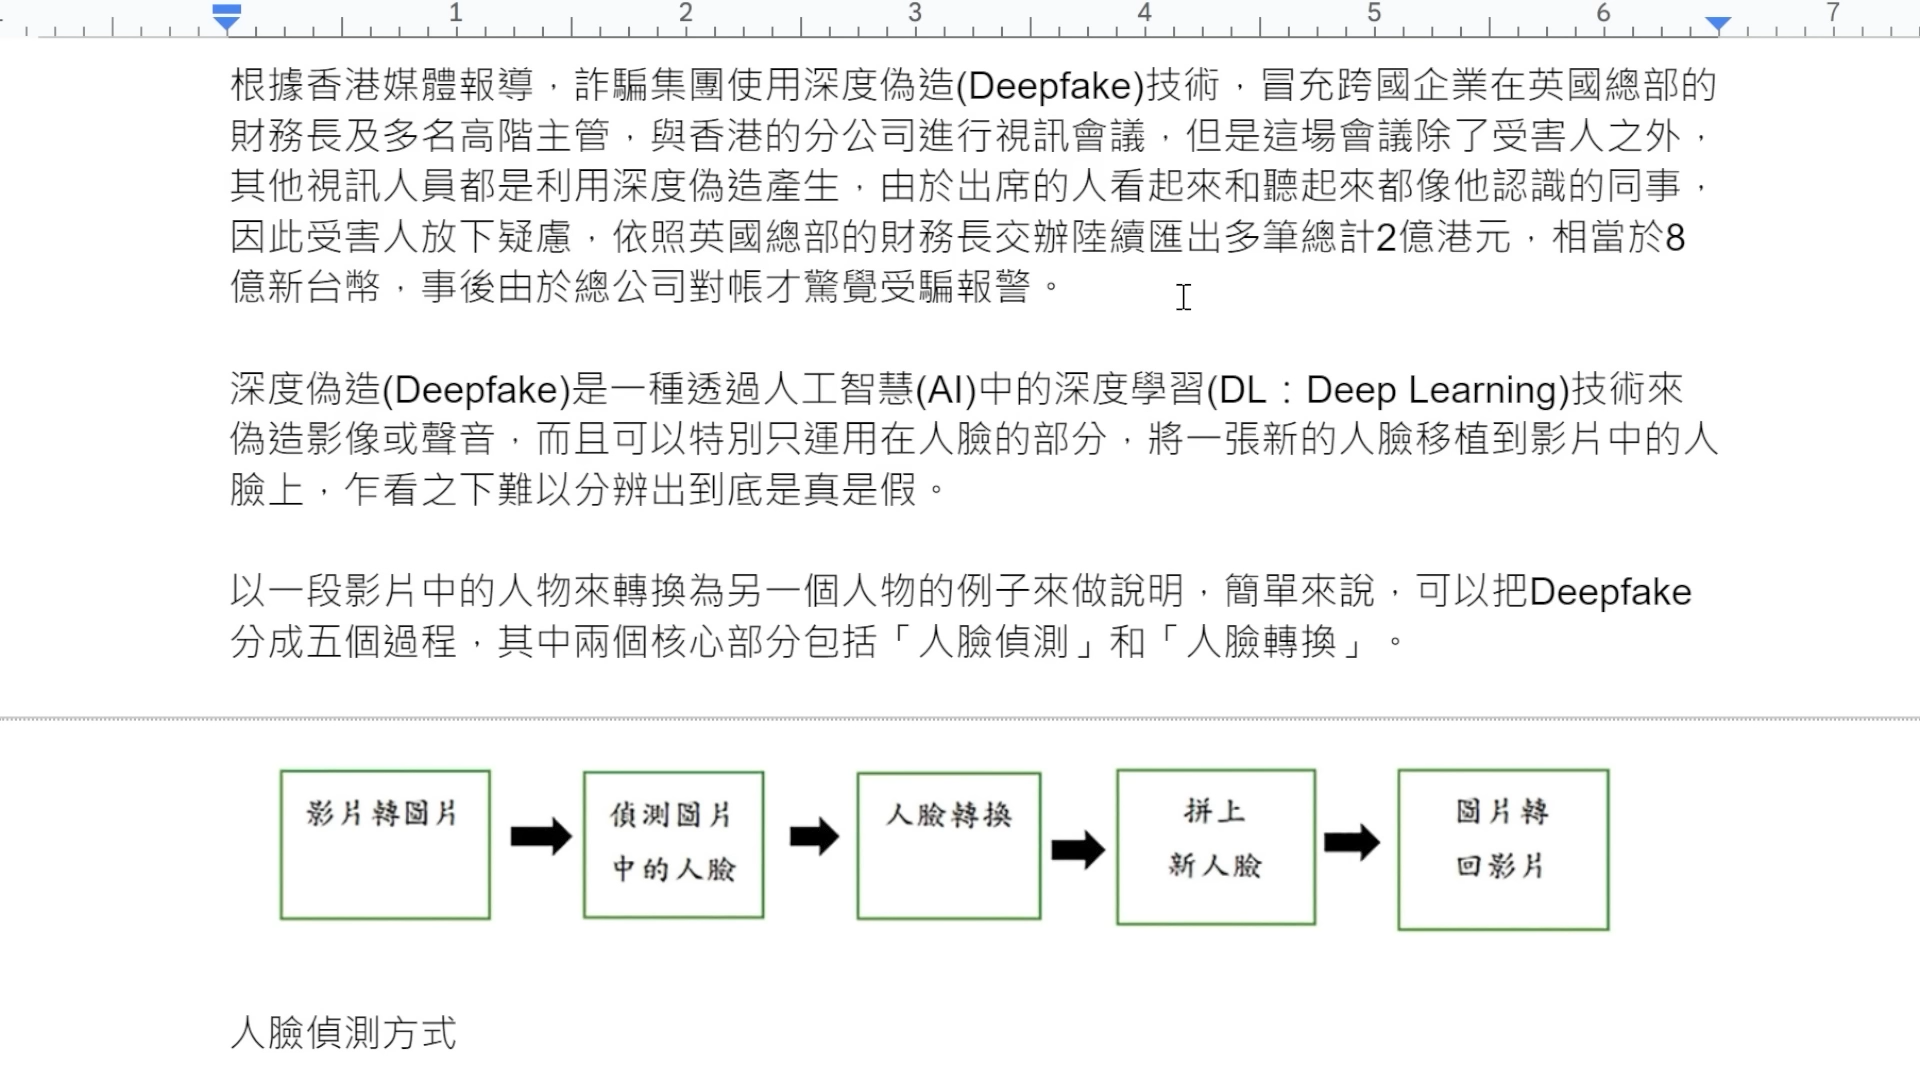 1 2 3 4 5 6 7
根據香港媒體報導，詐騙集團使用深度偽造(Deepfake)技術，冒充跨國企業在英國總部的
財務長及多名高階主管，與香港的分公司進行視訊會議，但是這場會議除了受害人之外，
其他視訊人員都是利用深度偽造產生，由於出席的人看起來和聽起來都像他認識的同事，
因此受害人放下疑慮，依照英國總部的財務長交辦陸續匯出多筆總計2億港元，相當於8
億新台幣，事後由於總公司對帳才驚覺受騙報警。
深度偽造(Deepfake)是一種透過人工智慧(AI)中的深度學習(DL：Deep Learning)技術來
偽造影像或聲音，而且可以特別只運用在人臉的部分，將一張新的人臉移植到影片中的人
臉上，乍看之下難以分辨出到底是真是假。
以一段影片中的人物來轉換為另一個人物的例子來做說明，簡單來說，可以把Deepfake
分成五個過程，其中兩個核心部分包括「人臉偵測」和「人臉轉換」。
影片轉圖片
偵測圖片
中的人臉
人臉轉換
拼上
新人臉
圖片轉
回影片
人臉偵測方式